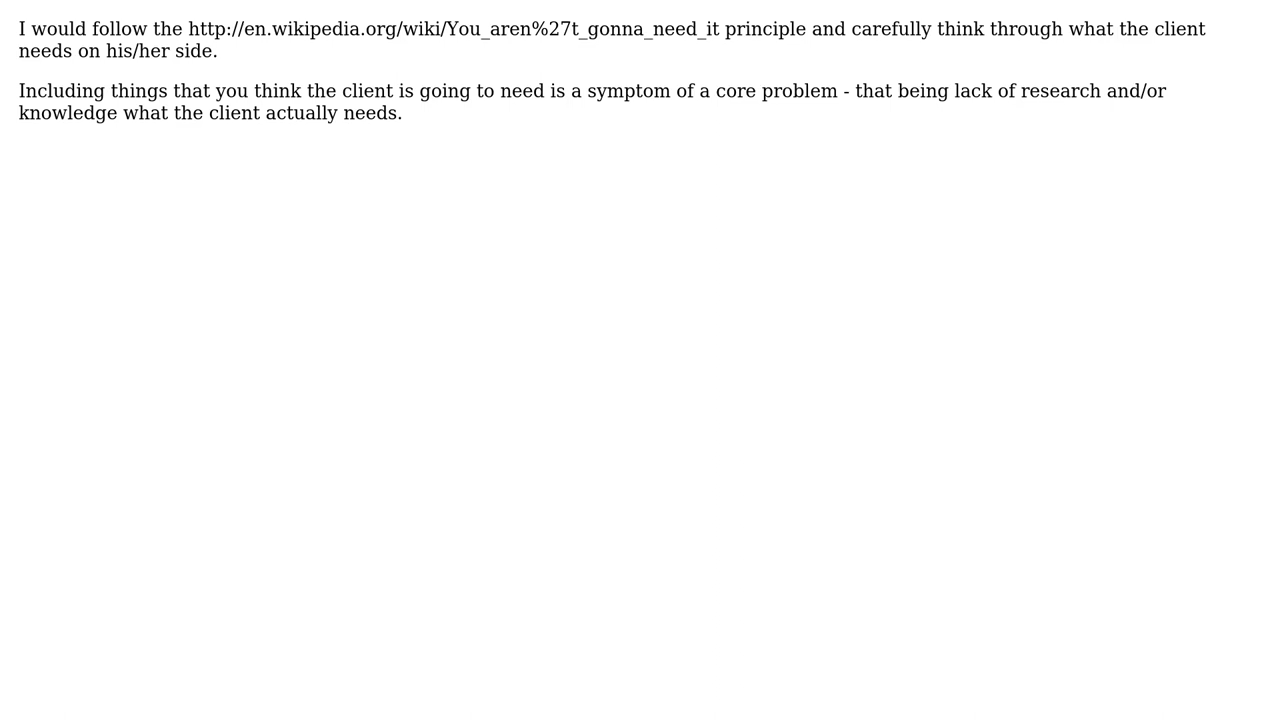 I would follow the http://en.wikipedia.org/wiki/You_aren%27t_gonna_need_it principle and carefully think through what the client
needs on his/her side.
Including things that you think the client is going to need is a symptom of a core problem - that being lack of research and/or
knowledge what the client actually needs.